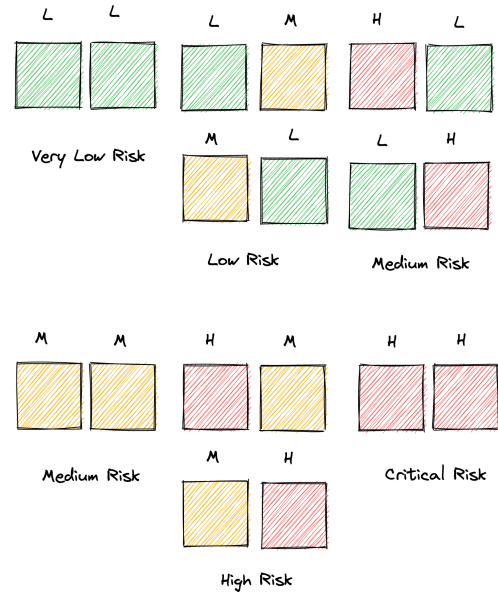 L L L M H L
M L L H
Very Low Risk
Low Risk Medium Risk
M M H M H H
M H
Medium Risk Critical Risk
High Risk